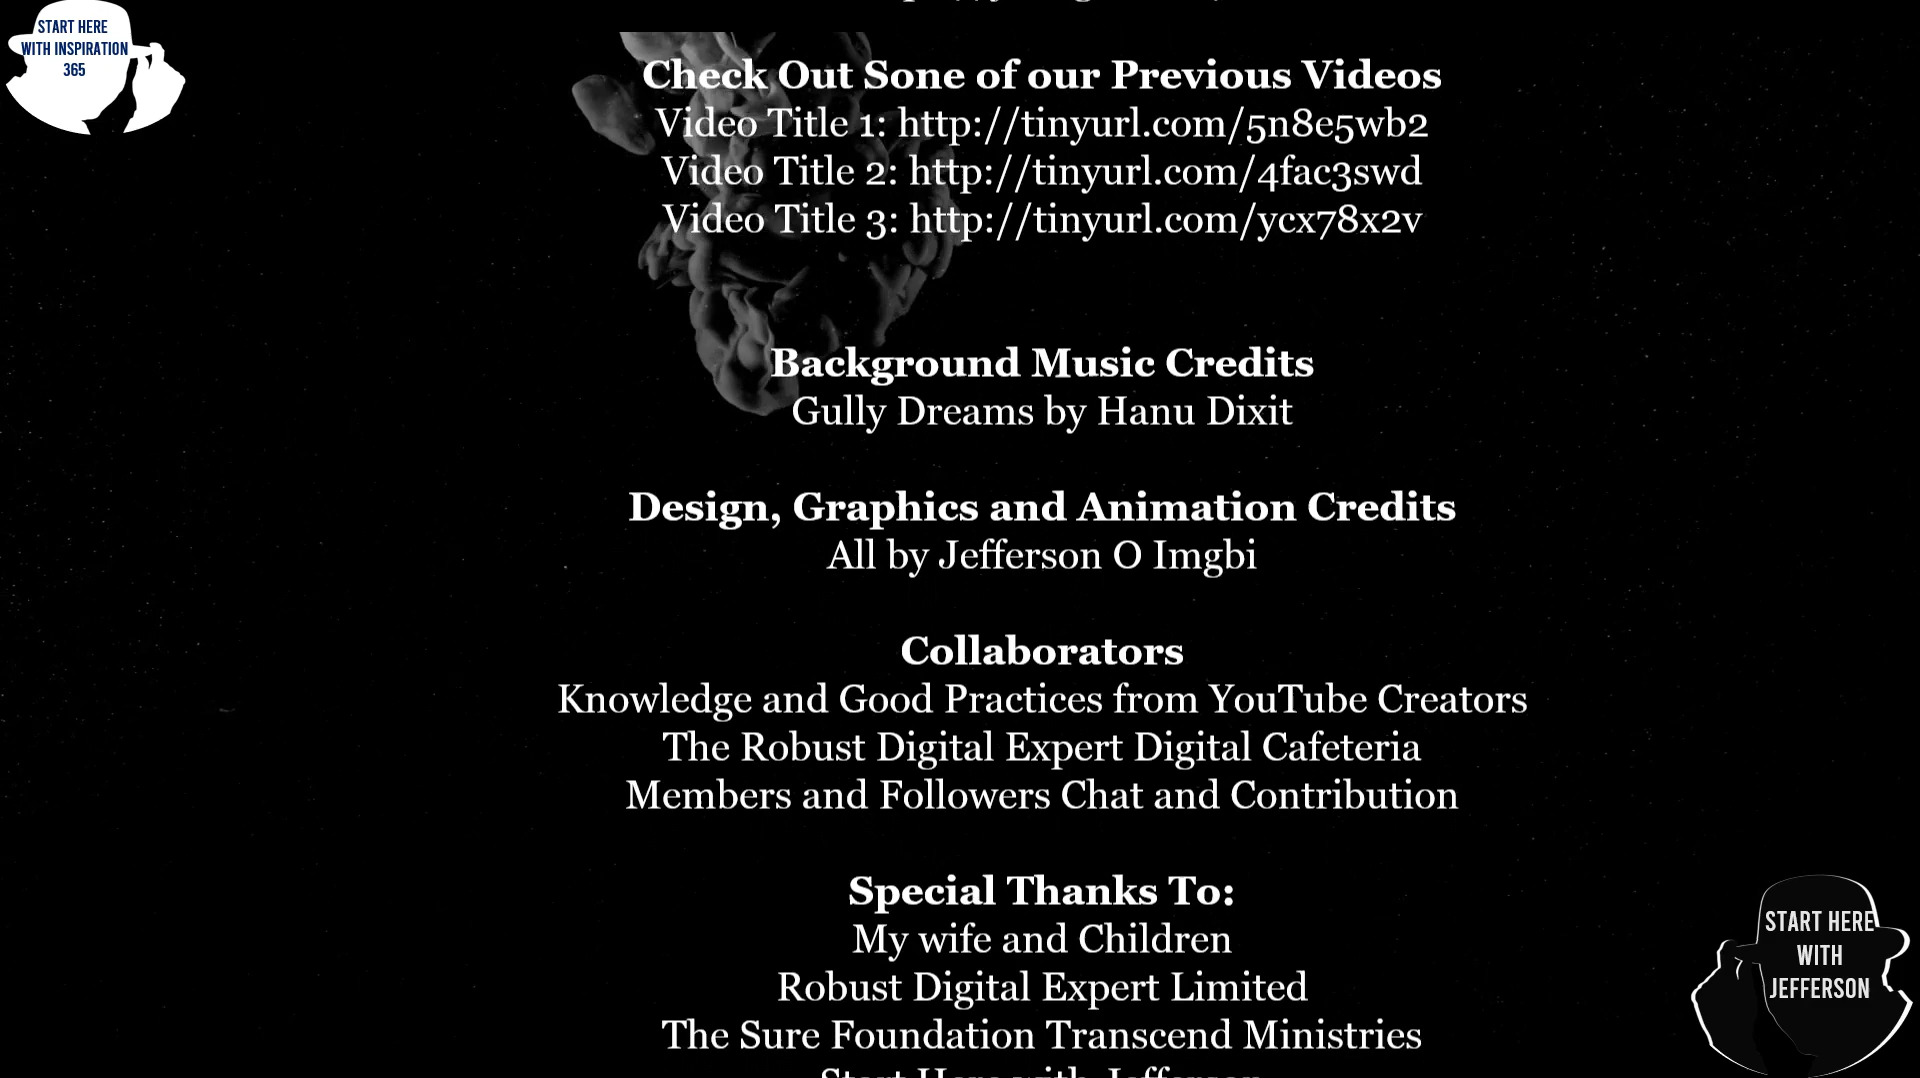 START HERE
WITH INSPIRATION
365
Check Out Sone of our Previous Videos
Video Title 1: http://tinyurl.com/5n8e5wb2
Video Title 2: http://tinyurl.com/4fac3swd
Video Title 3: http://tinyurl.com/ycx78x2v
Background Music Credits
Gully Dreams by Hanu Dixit
Design, Graphics and Animation Credits
All by Jefferson O Imgbi
Collaborators
Knowledge and Good Practices from YouTube Creators
The Robust Digital Expert Digital Cafeteria
Members and Followers Chat and Contribution
Special Thanks To:
My wife and Children
Robust Digital Expert Limited
The Sure Foundation Transcend Ministries
Start Here with Jefferson
START HERE
WITH
JEFFERSON